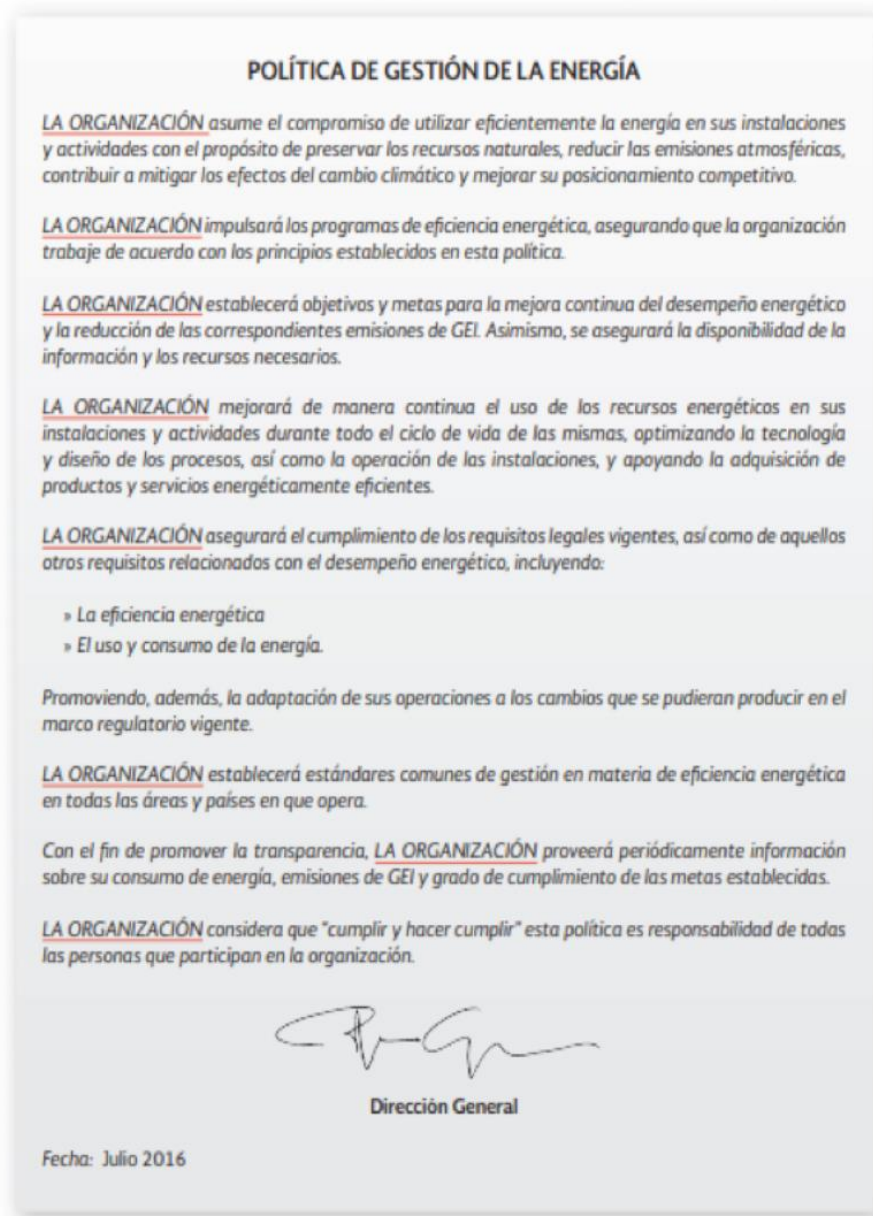 POLÍTICA DE GESTIÓN DE LA ENERGÍA
LA ORGANIZACIÓN asume el compromiso de utilizar eficientemente la energía en sus instalaciones
y actividades con el propósito de preservar los recursos naturales, reducir las emisiones atmosféricas,
contribuir a mitigar los efectos del cambio climático y mejorar su posicionamiento competitivo.
LA ORGANIZACIÓN impulsará los programas de eficiencia energética, asegurando que la organización
trabaje de acuerdo con los principios establecidos en esta política.
LA ORGANIZACIÓN establecerá objetivos y metas para la mejora continua del desempeño energético
y la reducción de las correspondientes emisiones de GEI. Asimismo, se asegurará la disponibilidad de la
información y los recursos necesarios.
LA ORGANIZACIÓN mejorará de manera continua el uso de los recursos energéticos en sus
instalaciones y actividades durante todo el ciclo de vida de las mismas, optimizando la tecnología
y diseño de los procesos, así como la operación de las instalaciones, y apoyando la adquisición de
productos y servicios energéticamente eficientes.
LA ORGANIZACIÓN asegurará el cumplimiento de los requisitos legales vigentes, así como de aquellos
otros requisitos relacionados con el desempeño energético, incluyendo:
» La eficiencia energética
» El uso y consumo de la energía.
Promoviendo, además, la adaptación de sus operaciones a los cambios que se pudieran producir en el
marco regulatorio vigente.
LA ORGANIZACIÓN establecerá estándares comunes de gestión en materia de eficiencia energética
en todas las áreas y países en que opera.
Con el fin de promover la transparencia, LA ORGANIZACIÓN proveerá periódicamente información
sobre su consumo de energía, emisiones de GEI y grado de cumplimiento de las metas establecidas.
LA ORGANIZACIÓN considera que "cumplir y hacer cumplir" esta política es responsabilidad de todas
las personas que participan en la organización.
Dirección General
Fecha: Julio 2016